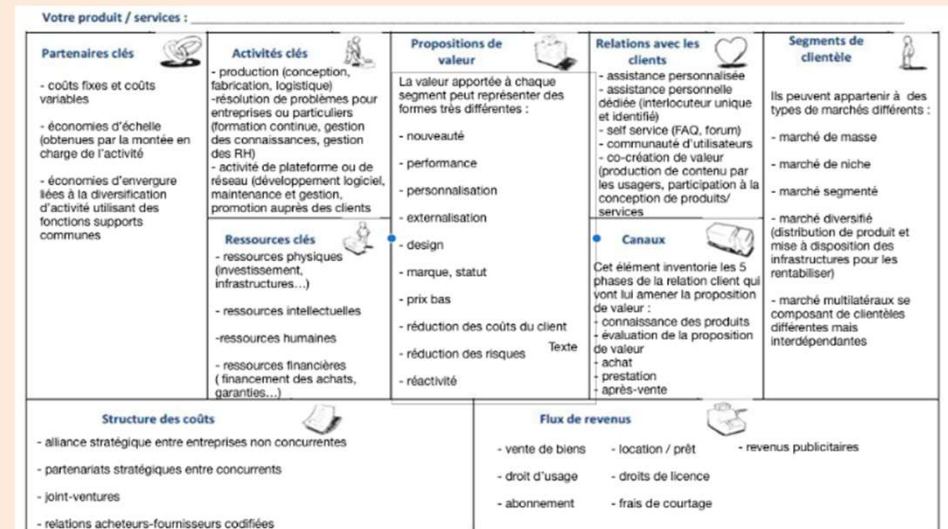 Votre produit / services :
Partenaires clés
- coûts fixes et coûts
variables
- économies d'échelle
(obtenues par la montée en
charge de l'activité
- économies d'envergure
liées à la diversification
d'activité utilisant des
fonctions supports
communes
Activités clés
- production (conception,
fabrication, logistique)
-résolution de problèmes pour
entreprises ou particuliers
(formation continue, gestion
des connaissances, gestion
des RH)
- activité de plateforme ou de
réseau (développement logiciel,
maintenance et gestion,
promotion auprès des clients
Ressources clés
- ressources physiques
(investissement,
infrastructures...)
- ressources intellectuelles
-ressources humaines
- ressources financières
( financement des achats,
garanties...)
Propositions de
valeur
La valeur apportée à chaque
segment peut représenter des
formes très différentes :
- nouveauté
- performance
- personnalisation
- externalisation
- design
- marque, statut
- prix bas
- réduction des coûts du client
- réduction des risques
Texte
- réactivité
Relations avec les
clients
- assistance personnalisée
- assistance personnelle
dédiée (interlocuteur unique
et identifié)
- self service (FAQ, forum)
- communauté d'utilisateurs
- co-création de valeur
(production de contenu par
les usagers, participation à la
conception de produits/
services
Canaux
Cet élément inventorie les 5
phases de la relation client qui
vont lui amener la proposition
de valeur :
- connaissance des produits
- évaluation de la proposition
de valeur
- achat
- prestation
- après-vente
Segments de
clientèle
Ils peuvent appartenir à des
types de marchés différents :
- marché de masse
- marché de niche
- marché segmenté
- marché diversifié
(distribution de produit et
mise à disposition des
infrastructures pour les
rentabiliser)
- marché multilatéraux se
composant de clientèles
différentes mais
interdépendantes
Structure des coûts
- alliance stratégique entre entreprises non concurrentes
- partenariats stratégiques entre concurrents
- joint-ventures
- relations acheteurs-fournisseurs codifiées
Flux de revenus
- vente de biens - location / prêt - revenus publicitaires
- droit d'usage - droits de licence
- abonnement - frais de courtage